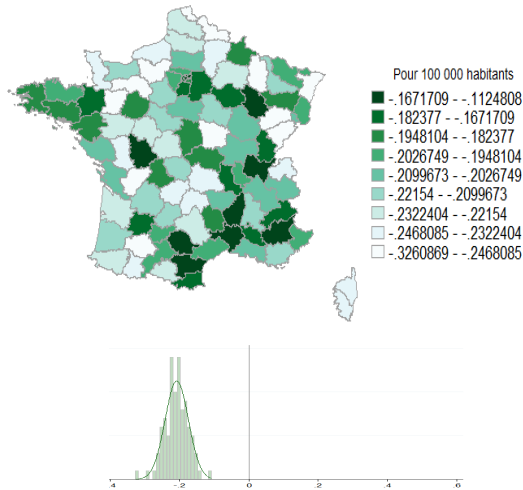 Pour 100 000 habitants
-.1671709 - -.1124808
-.182377 - -.1671709
-.1948104 - -.182377
-.2026749 - -.1948104
-.2099673 - -.2026749
-.22154 - -.2099673
-.2322404 - -.22154
-.2468085 - -.2322404
-.3260869 - -.2468085
.4 -.2 0 .2 .4 .6